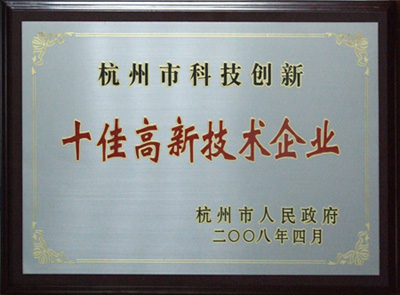 杭州市科技创新
十佳高新技术企业
杭州市人民政府
二〇〇八年四月